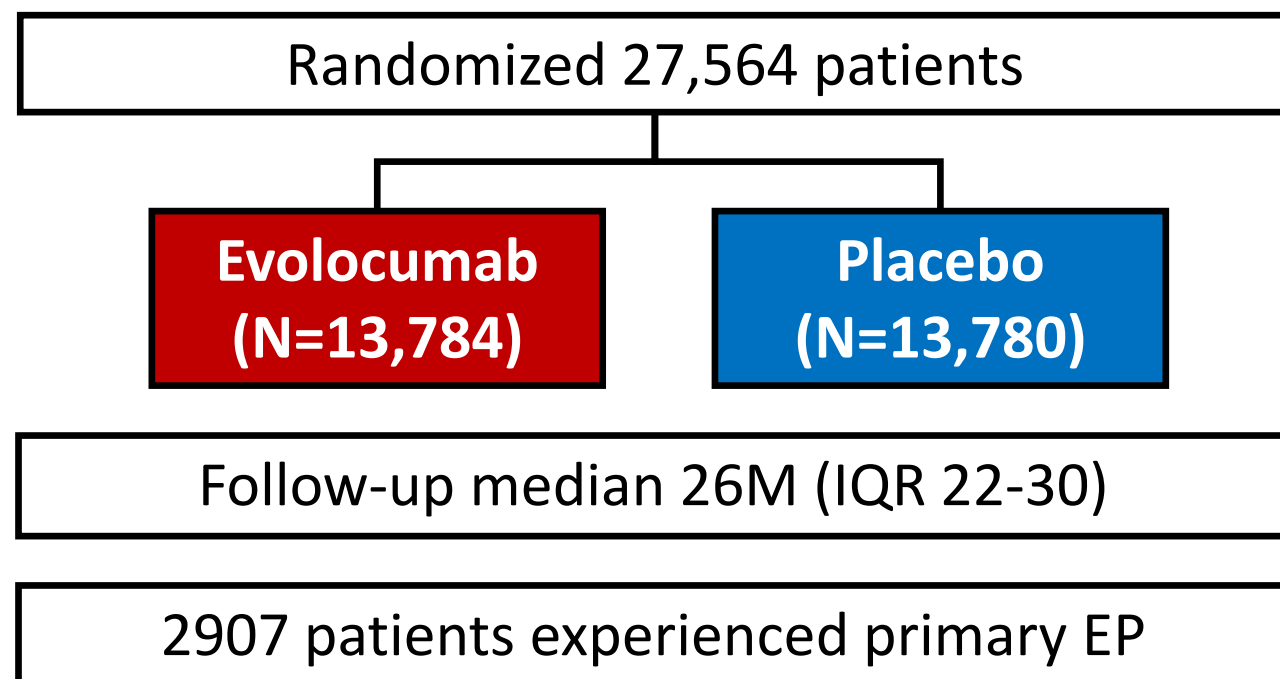 Randomized 27,564 patients
Evolocumab
(N=13,784)
Placebo
(N=13,780)
Follow-up median 26M (IQR 22-30)
2907 patients experienced primary EP